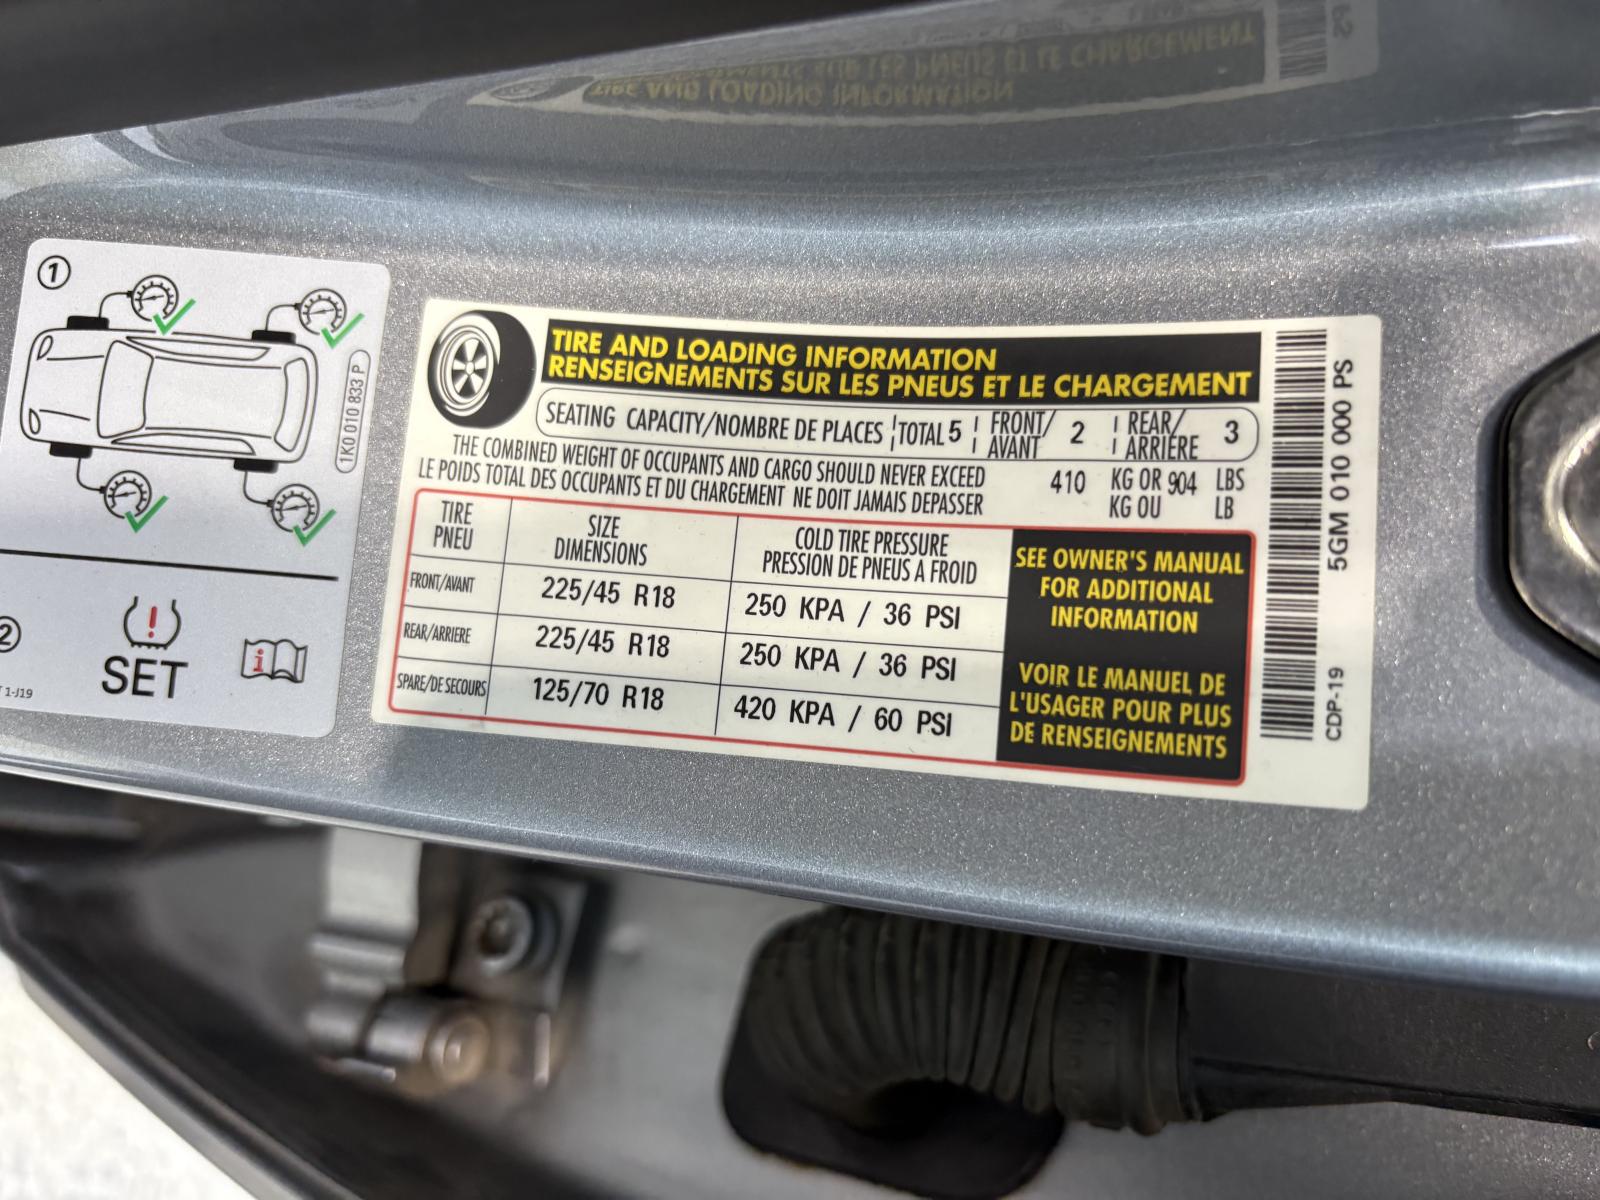 1
1K0 010 833 P
2
SET
1-J19
TIRE AND LOADING INFORMATION
RENSEIGNEMENTS SUR LES PNEUS ET LE CHARGEMENT
SEATING CAPACITY/NOMBRE DE PLACES TOTAL 5 FRONT/AVANT 2 REAR/ARRIÈRE 3
THE COMBINED WEIGHT OF OCCUPANTS AND CARGO SHOULD NEVER EXCEED 410 KG OR 904 LBS
LE POIDS TOTAL DES OCCUPANTS ET DU CHARGEMENT NE DOIT JAMAIS DEPASSER KG OU LB
TIRE PNEU SIZE DIMENSIONS COLD TIRE PRESSURE PRESSION DE PNEUS A FROID
FRONT/AVANT 225/45 R18 250 KPA / 36 PSI
REAR/ARRIERE 225/45 R18 250 KPA / 36 PSI
SPARE/DE SECOURS 125/70 R18 420 KPA / 60 PSI
SEE OWNER'S MANUAL
FOR ADDITIONAL
INFORMATION
VOIR LE MANUEL DE
L'USAGER POUR PLUS
DE RENSEIGNEMENTS
5GM 010 000 PS
CDP-19